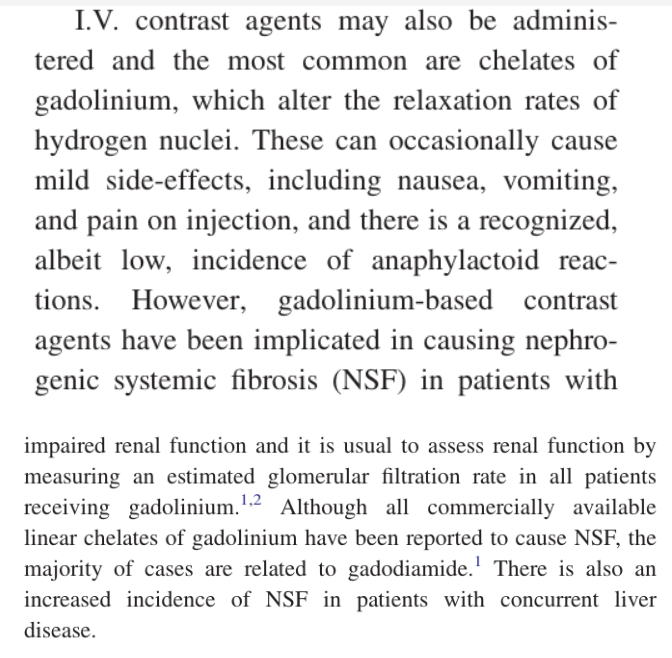 I.V. contrast agents may also be adminis-
tered and the most common are chelates of
gadolinium, which alter the relaxation rates of
hydrogen nuclei. These can occasionally cause
mild side-effects, including nausea, vomiting,
and pain on injection, and there is a recognized,
albeit low, incidence of anaphylactoid reac-
tions. However, gadolinium-based contrast
agents have been implicated in causing nephro-
genic systemic fibrosis (NSF) in patients with
impaired renal function and it is usual to assess renal function by
measuring an estimated glomerular filtration rate in all patients
receiving gadolinium.1,2 Although all commercially available
linear chelates of gadolinium have been reported to cause NSF, the
majority of cases are related to gadodiamide.1 There is also an
increased incidence of NSF in patients with concurrent liver
disease.